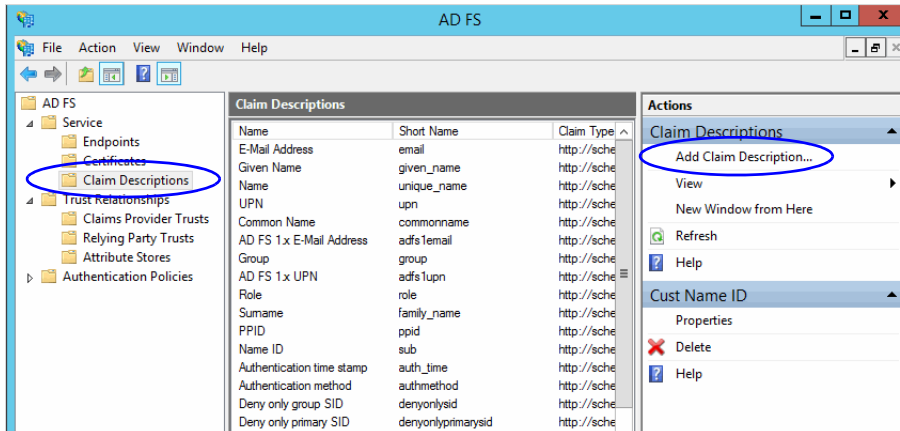 AD FS
File Action View Window Help
AD FS
Service
Endpoints
Certificates
Claim Descriptions
Trust Relationships
Claims Provider Trusts
Relying Party Trusts
Attribute Stores
Authentication Policies
Claim Descriptions
Name Short Name Claim Type
E-Mail Address email http://sche
Given Name given_name http://sche
Name unique_name http://sche
UPN upn http://sche
Common Name commonname http://sche
AD FS 1.x E-Mail Address adfs1email http://sche
Group group http://sche
AD FS 1.x UPN adfs1upn http://sche
Role role http://sche
Surname family_name http://sche
PPID ppid http://sche
Name ID sub http://sche
Authentication time stamp auth_time http://sche
Authentication method authmethod http://sche
Deny only group SID denyonlysid http://sche
Deny only primary SID denyonlyprimarysid http://sche
Actions
Claim Descriptions
Add Claim Description...
View
New Window from Here
Refresh
Help
Cust Name ID
Properties
Delete
Help